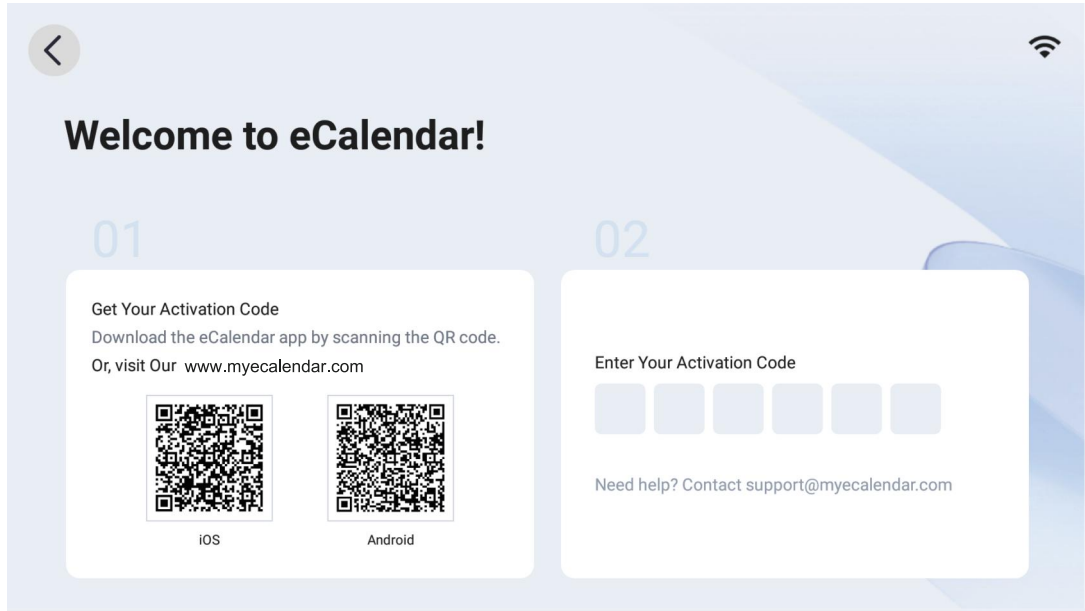 Welcome to eCalendar!
01
Get Your Activation Code
Download the eCalendar app by scanning the QR code.
Or, visit Our www.myecalendar.com
iOS
Android
02
Enter Your Activation Code
Need help? Contact support@myecalendar.com